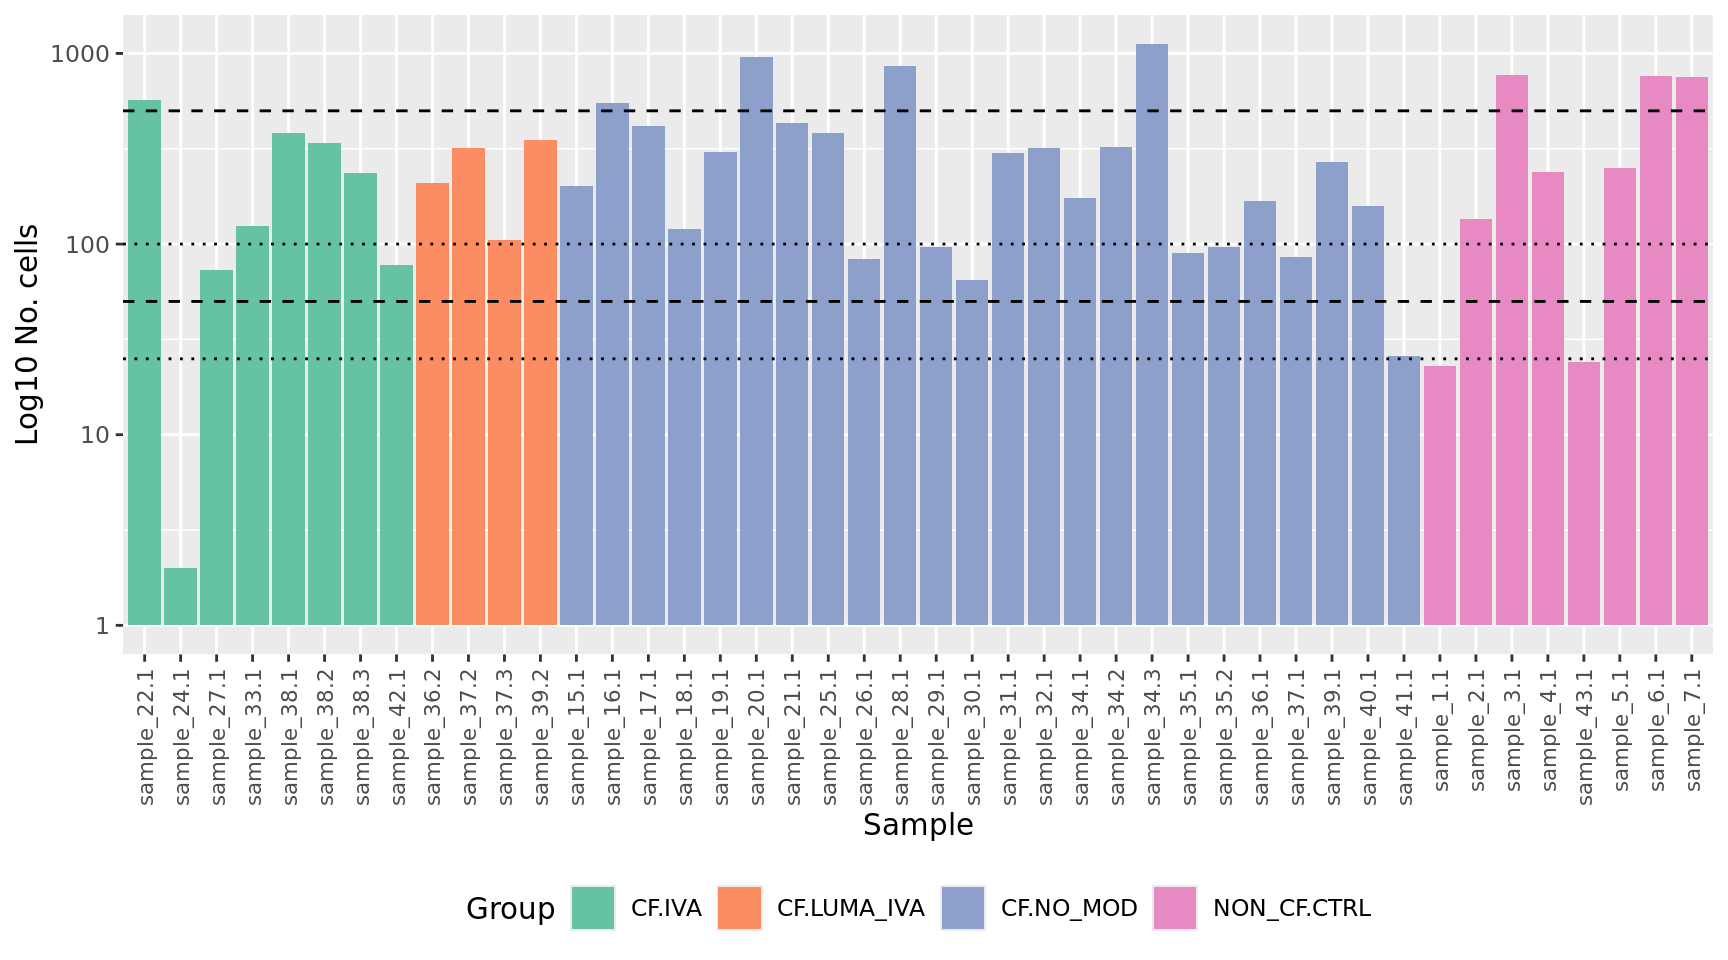 Log10 No. cells
1000
100
10
1
sample_22.1
sample_24.1
sample_27.1
sample_33.1
sample_38.1
sample_38.2
sample_38.3
sample_42.1
sample_36.2
sample_37.2
sample_37.3
sample_39.2
sample_15.1
sample_16.1
sample_17.1
sample_18.1
sample_19.1
sample_20.1
sample_21.1
sample_25.1
sample_26.1
sample_28.1
sample_29.1
sample_30.1
sample_31.1
sample_32.1
sample_34.1
sample_34.2
sample_34.3
sample_35.1
sample_35.2
sample_36.1
sample_37.1
sample_39.1
sample_40.1
sample_41.1
sample_1.1
sample_2.1
sample_3.1
sample_4.1
sample_43.1
sample_5.1
sample_6.1
sample_7.1
Sample
Group CF.IVA CF.LUMA_IVA CF.NO_MOD NON_CF.CTRL